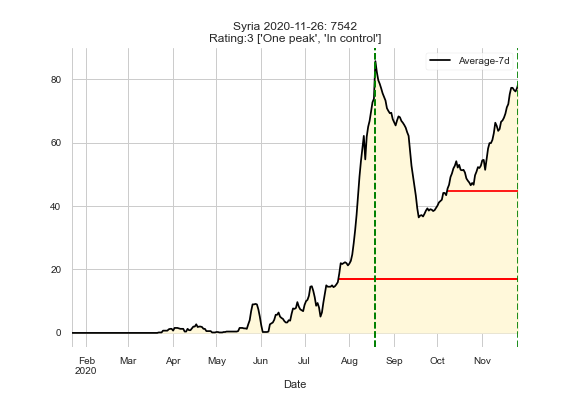 Syria 2020-11-26: 7542
Rating:3 ['One peak', 'In control']
Average-7d
80
60
40
20
0
Feb Mar Apr May Jun Jul Aug Sep Oct Nov
2020
Date